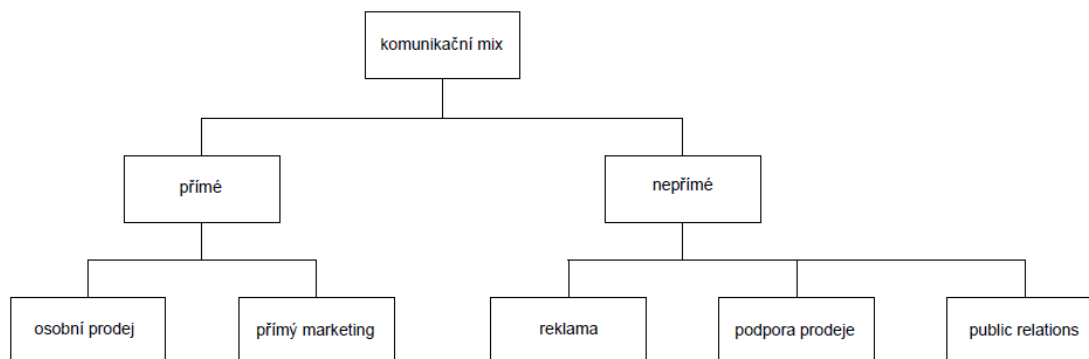 komunikační mix
přímé
nepřímé
osobní prodej
přímý marketing
reklama
podpora prodeje
public relations